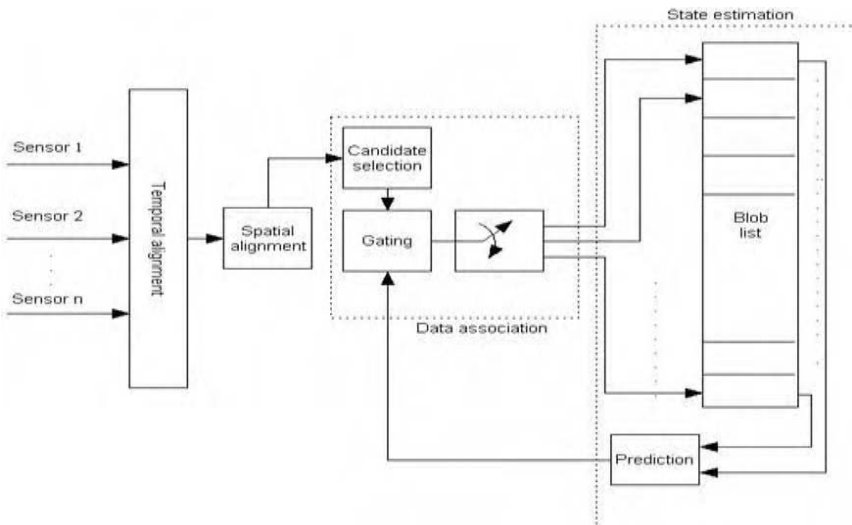 State estimation
Sensor 1
Sensor 2
Sensor n
Temporal alignment
Spatial
alignment
Candidate
selection
Gating
Data association
Blob
list
Prediction